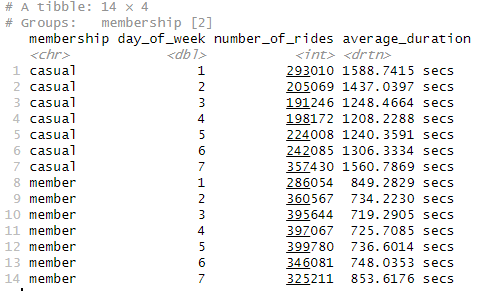 # A tibble: 14 × 4
# Groups:   membership [2]
   membership day_of_week number_of_rides average_duration
   <chr>            <dbl>           <int> <drtn>
 1 casual               1          293010 1588.7415 secs
 2 casual               2          205069 1437.0397 secs
 3 casual               3          191246 1248.4664 secs
 4 casual               4          198172 1208.2288 secs
 5 casual               5          224008 1240.3591 secs
 6 casual               6          242085 1306.3334 secs
 7 casual               7          357430 1560.7869 secs
 8 member               1          286054  849.2829 secs
 9 member               2          360567  734.2230 secs
10 member               3          395644  719.2905 secs
11 member               4          397067  725.7085 secs
12 member               5          399780  736.6014 secs
13 member               6          346081  748.0353 secs
14 member               7          325211  853.6176 secs